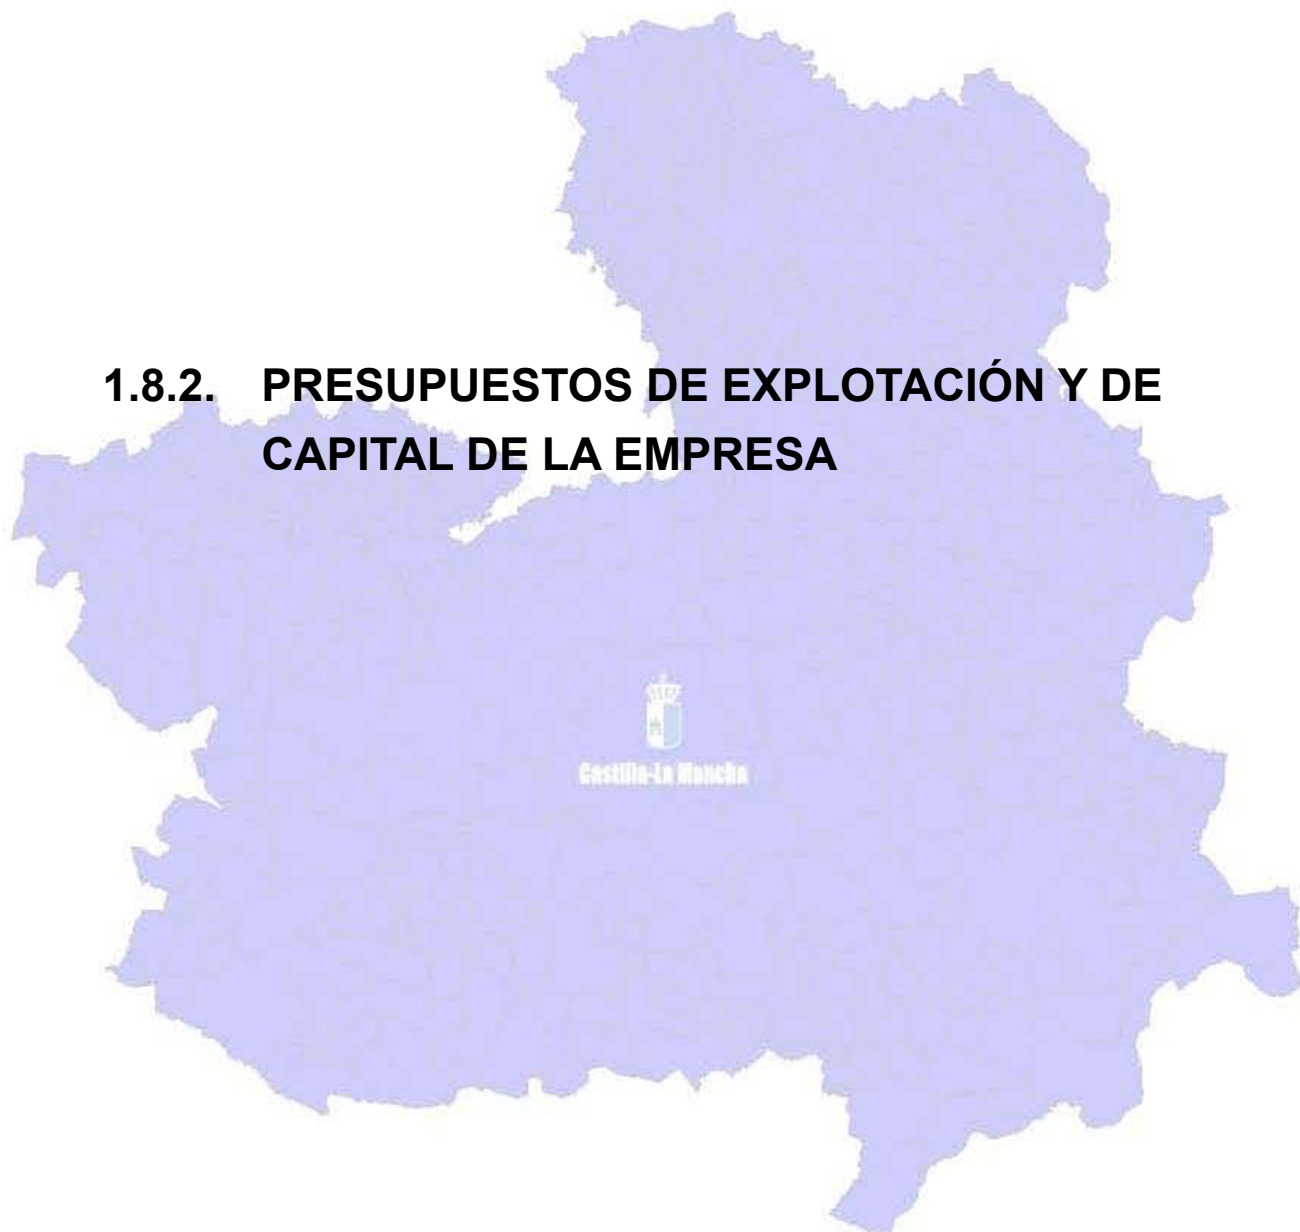 1.8.2. PRESUPUESTOS DE EXPLOTACIÓN Y DE
CAPITAL DE LA EMPRESA
Castilla-La Mancha